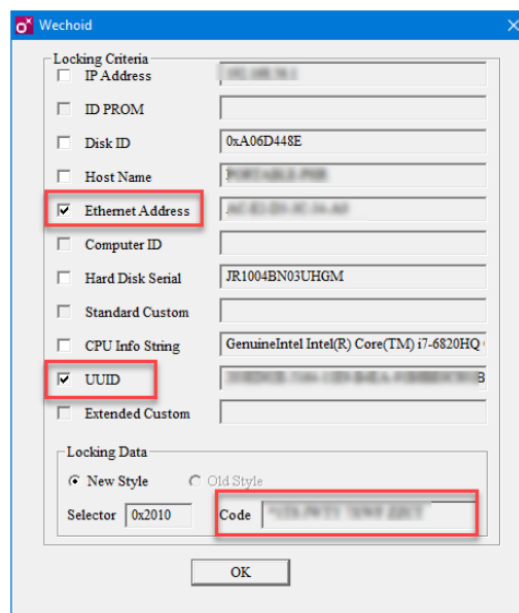 Wechoid
Locking Criteria
IP Address
ID PROM
Disk ID 0xA06D448E
Host Name
Ethernet Address
Computer ID
Hard Disk Serial JR1004BN03UHGM
Standard Custom
CPU Info String GenuineIntel Intel(R) Core(TM) i7-6820HQ
UUID
Extended Custom
Locking Data
New Style Old Style
Selector 0x2010 Code
OK